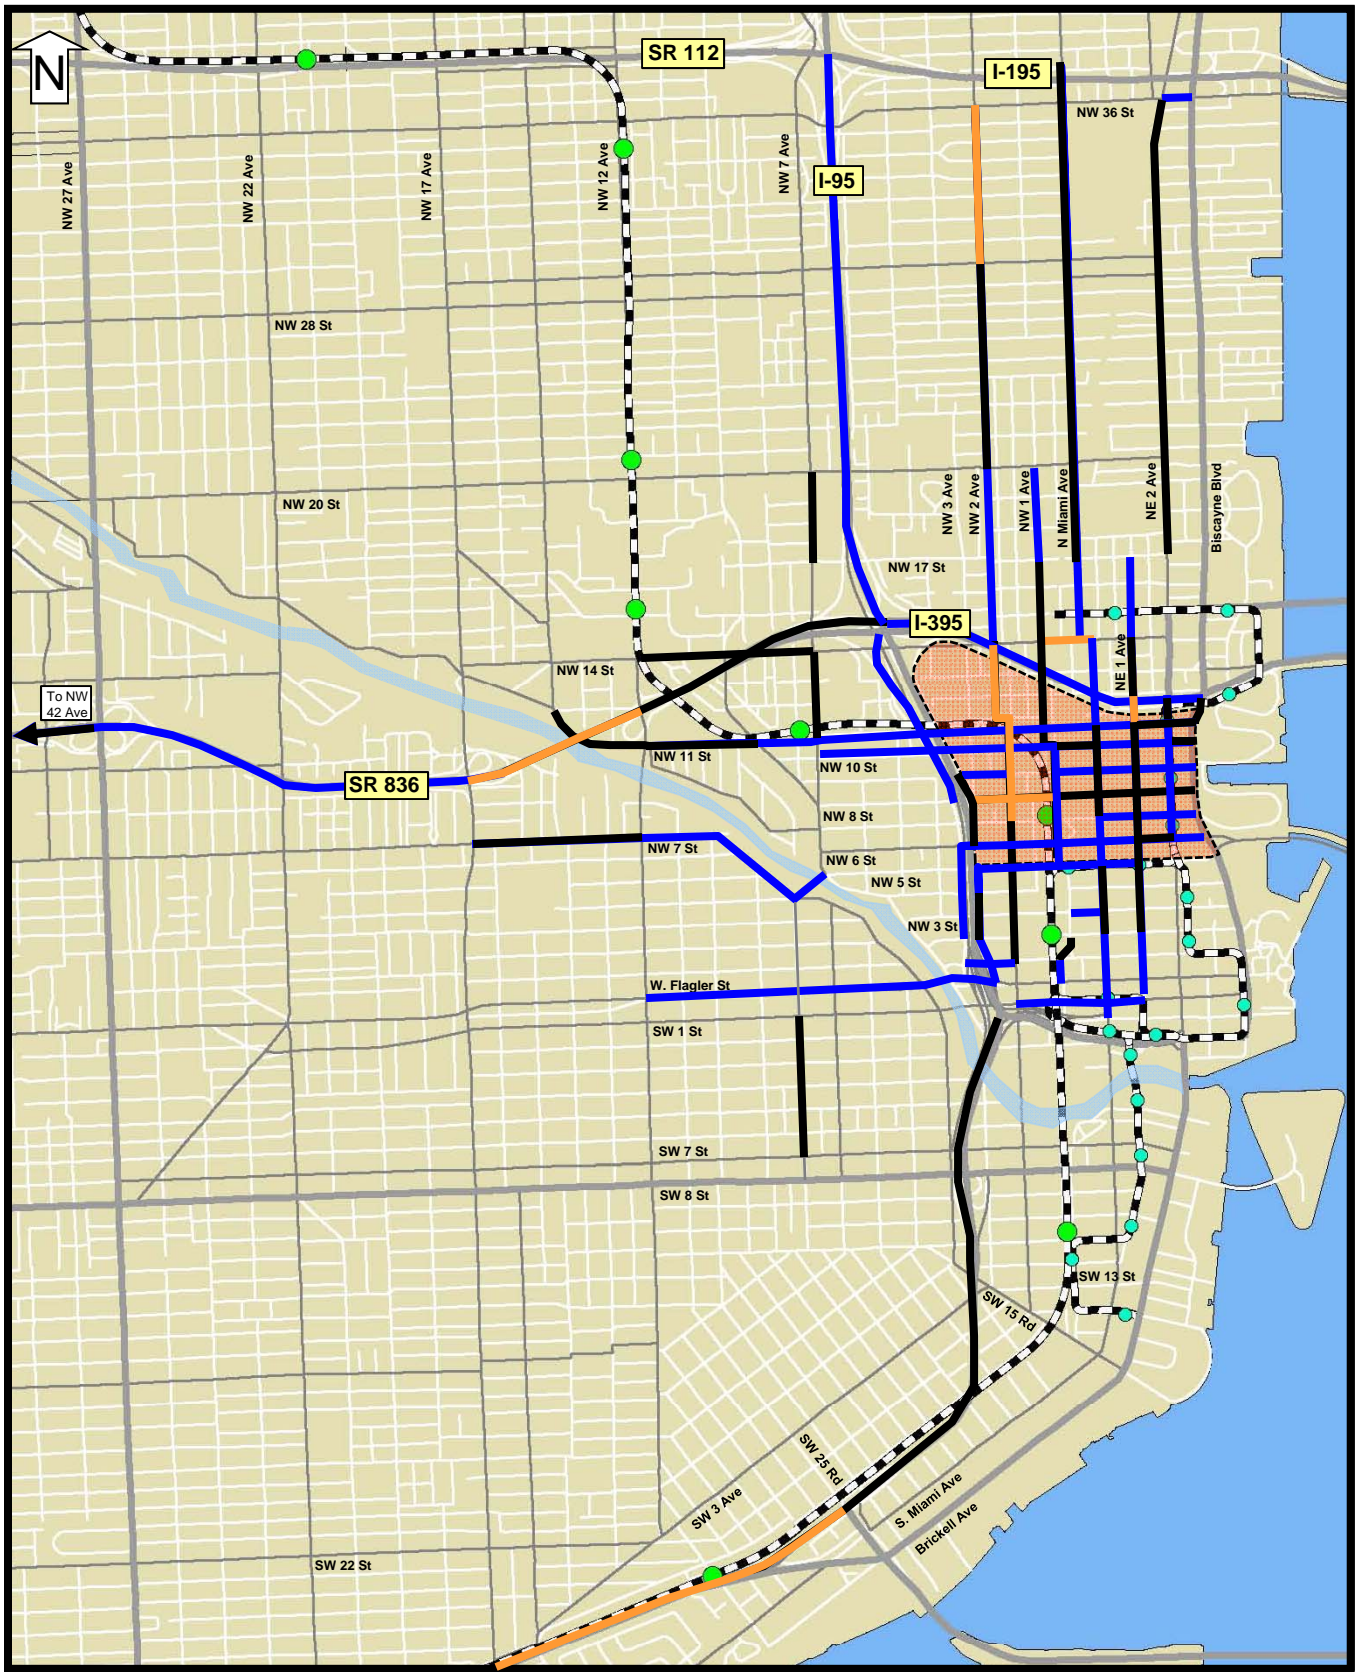 SR 112
I-195
N
NW 36 St
NW 27 Ave
NW 22 Ave
NW 17 Ave
NW 12 Ave
NW 7 Ave
I-95
NW 28 St
NW 20 St
NW 3 Ave
NW 2 Ave
NW 1 Ave
N Miami Ave
NE 2 Ave
Biscayne Blvd
NW 17 St
I-395
NE 1 Ave
NW 14 St
To NW
42 Ave
NW 11 St
NW 10 St
SR 836
NW 8 St
NW 7 St
NW 6 St
NW 5 St
NW 3 St
W. Flagler St
SW 1 St
SW 7 St
SW 8 St
SW 13 St
SW 15 Rd
SW 25 Rd
SW 3 Ave
S. Miami Ave
Brickell Ave
SW 22 St